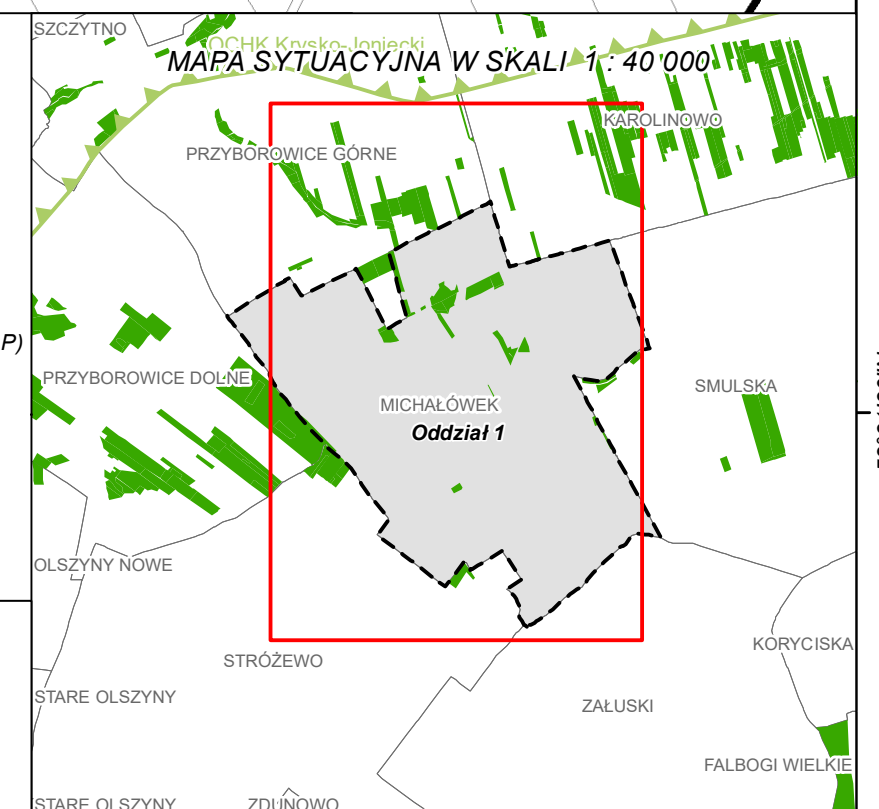 SZCZYTNO
OCHK Krysko-Joniecki
MAPA SYTUACYJNA W SKALI 1 : 40 000
KAROLINOWO
PRZYBOROWICE GÓRNE
P)
PRZYBOROWICE DOLNE
SMULSKA
MICHAŁÓWEK
Oddział 1
OLSZYNY NOWE
KORYCISKA
STRÓŻEWO
STARE OLSZYNY
ZAŁUSKI
FALBOGI WIELKIE
STARE OLSZYNY
ZDUNOWO